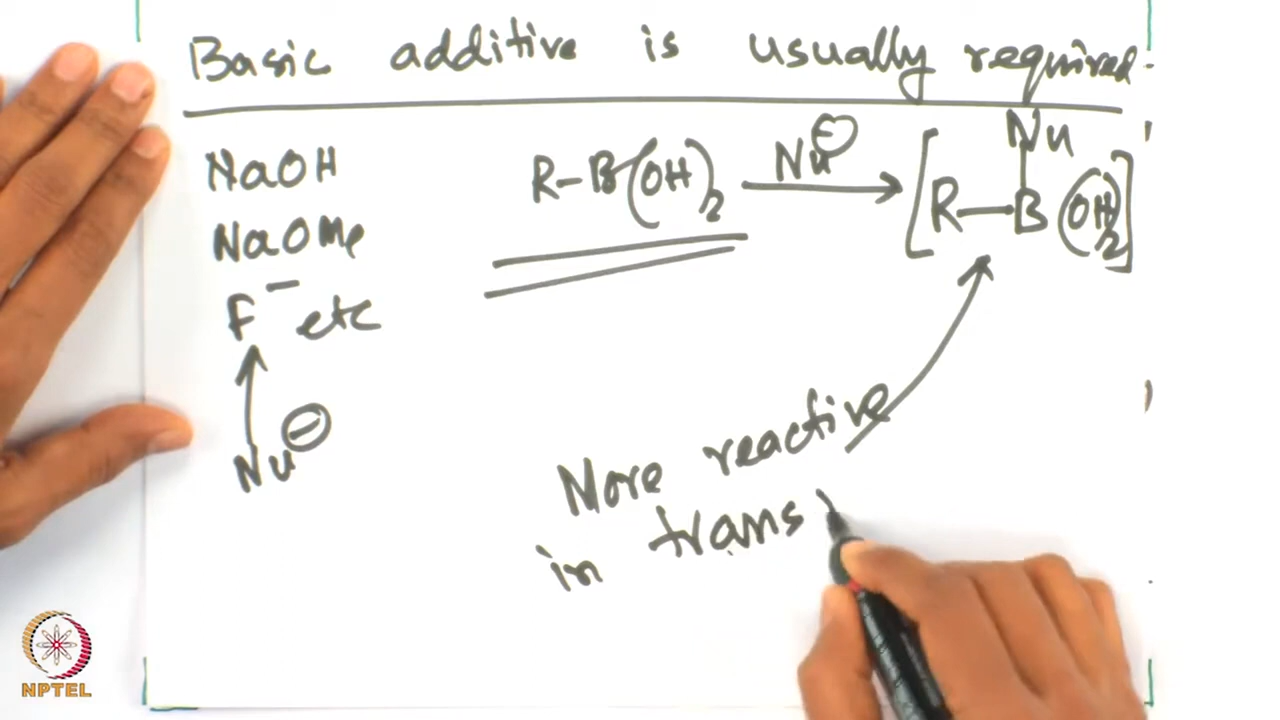 Basic additive is usually required.
NaOH
NaOMe
F⁻ etc
Nu⊖
R-B(OH)₂
Nu⊖
[R-B(OH)₂]
Nu
More reactive
in trans
NPTEL